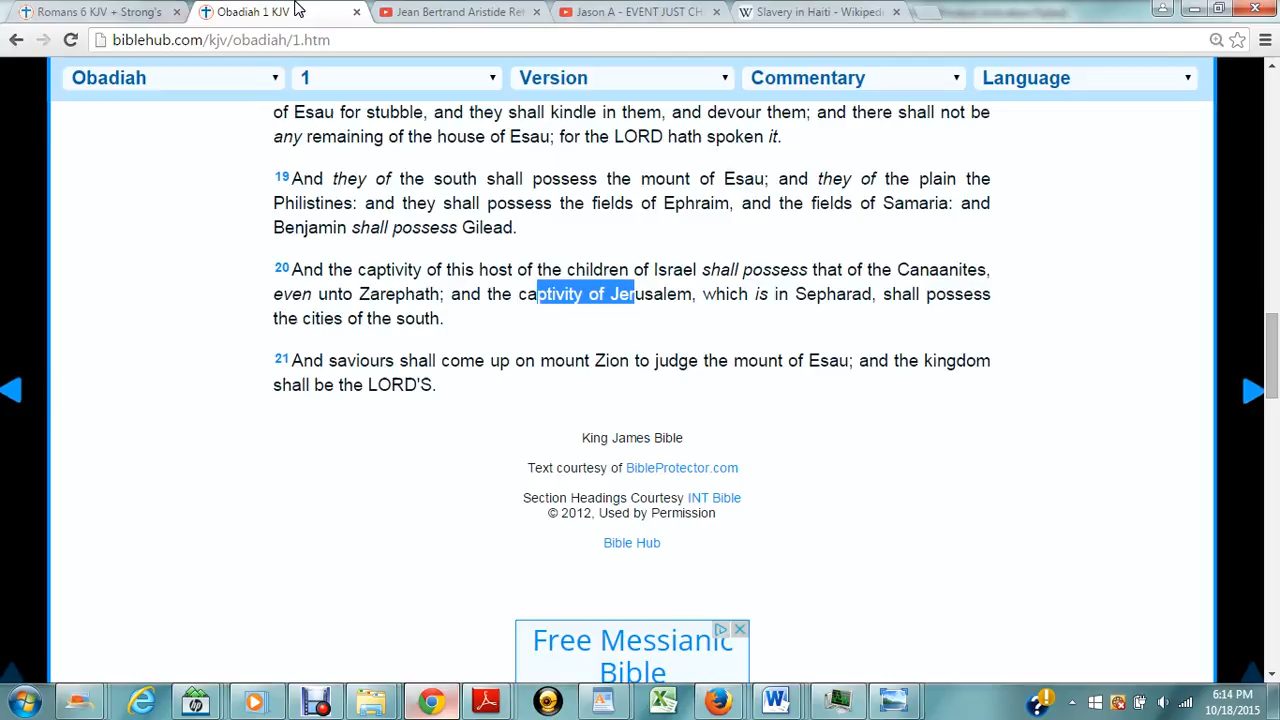 Romans 6 KJV + Strong's
Obadiah 1 KJV
Jean Bertrand Aristide Ret
Jason A - EVENT JUST CH
Slavery in Haiti - Wikiped
biblehub.com/kjv/obadiah/1.htm
Obadiah 1 Version Commentary Language
of Esau for stubble, and they shall kindle in them, and devour them; and there shall not be
any remaining of the house of Esau; for the LORD hath spoken it.
19And they of the south shall possess the mount of Esau; and they of the plain the
Philistines: and they shall possess the fields of Ephraim, and the fields of Samaria: and
Benjamin shall possess Gilead.
20And the captivity of this host of the children of Israel shall possess that of the Canaanites,
even unto Zarephath; and the captivity of Jerusalem, which is in Sepharad, shall possess
the cities of the south.
21And saviours shall come up on mount Zion to judge the mount of Esau; and the kingdom
shall be the LORD'S.
King James Bible
Text courtesy of BibleProtector.com
Section Headings Courtesy INT Bible
© 2012, Used by Permission
Bible Hub
Free Messianic
Bible
6:14 PM
10/18/2015